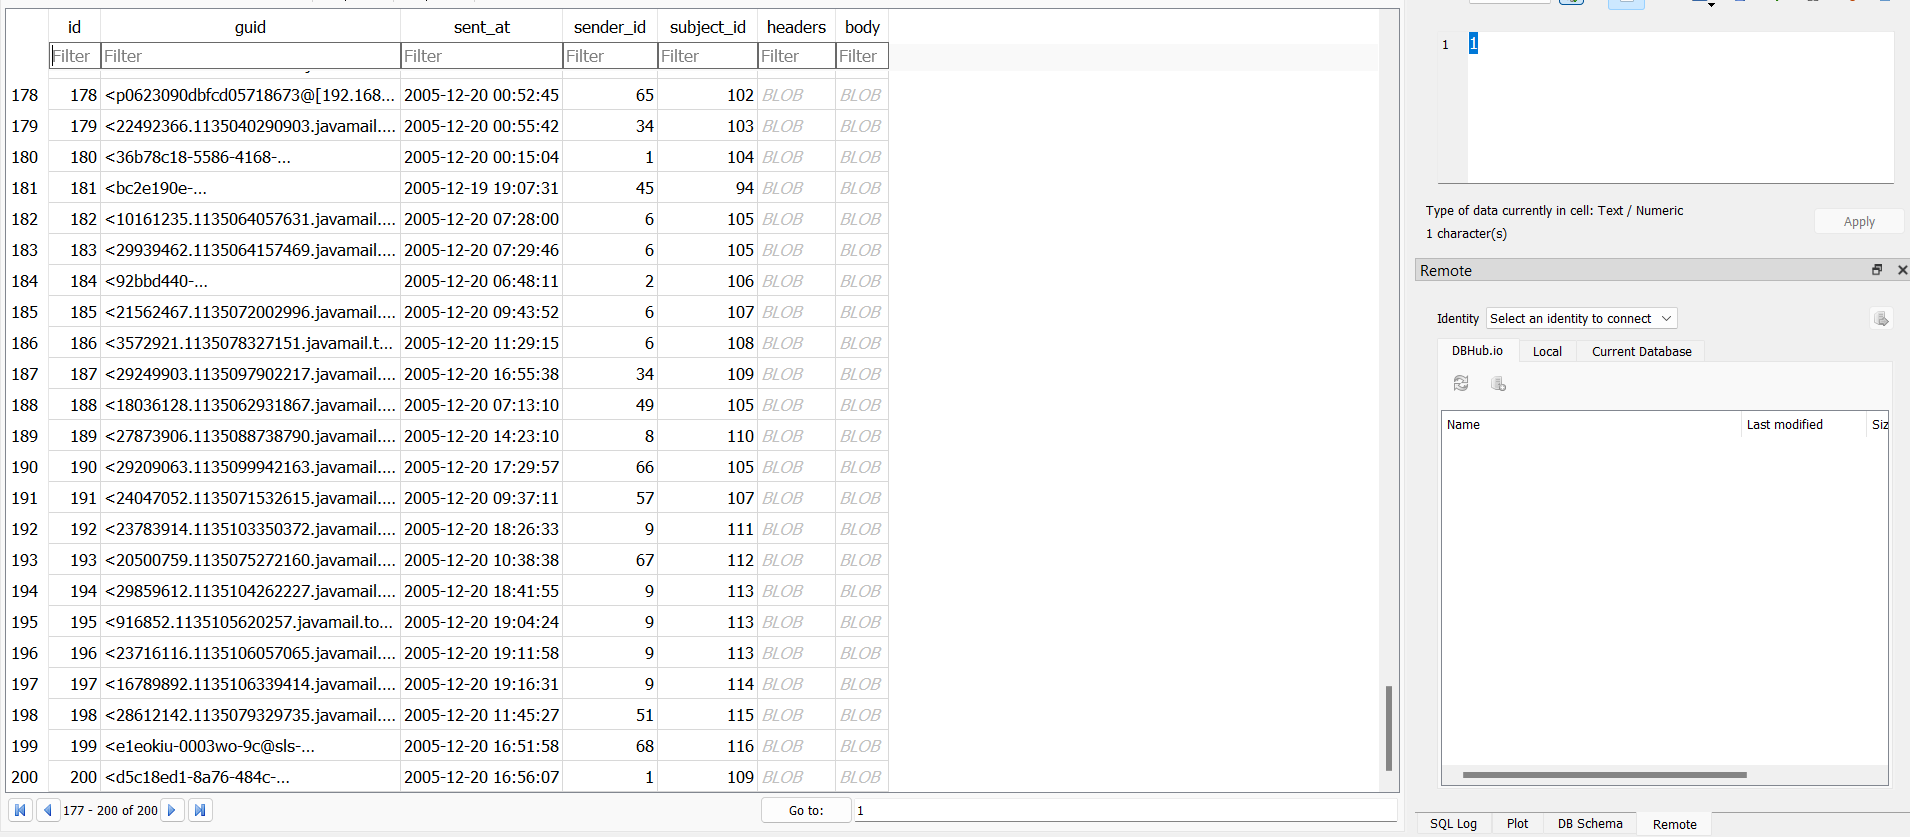 id guid sent_at sender_id subject_id headers body
Filter Filter Filter Filter Filter Filter Filter
178 178 <p0623090dbfcd05718673@[192.168... 2005-12-20 00:52:45 65 102 BLOB BLOB
179 179 <22492366.1135040290903.javamail.... 2005-12-20 00:55:42 34 103 BLOB BLOB
180 180 <36b78c18-5586-4168-... 2005-12-20 00:15:04 1 104 BLOB BLOB
181 181 <bc2e190e-... 2005-12-19 19:07:31 45 94 BLOB BLOB
182 182 <10161235.1135064057631.javamail.... 2005-12-20 07:28:00 6 105 BLOB BLOB
183 183 <29939462.1135064157469.javamail.... 2005-12-20 07:29:46 6 105 BLOB BLOB
184 184 <92bbd440-... 2005-12-20 06:48:11 2 106 BLOB BLOB
185 185 <21562467.1135072002996.javamail.... 2005-12-20 09:43:52 6 107 BLOB BLOB
186 186 <3572921.1135078327151.javamail.t... 2005-12-20 11:29:15 6 108 BLOB BLOB
187 187 <29249903.1135097902217.javamail.... 2005-12-20 16:55:38 34 109 BLOB BLOB
188 188 <18036128.1135062931867.javamail.... 2005-12-20 07:13:10 49 105 BLOB BLOB
189 189 <27873906.1135088738790.javamail.... 2005-12-20 14:23:10 8 110 BLOB BLOB
190 190 <29209063.1135099942163.javamail.... 2005-12-20 17:29:57 66 105 BLOB BLOB
191 191 <24047052.1135071532615.javamail.... 2005-12-20 09:37:11 57 107 BLOB BLOB
192 192 <23783914.1135103350372.javamail.... 2005-12-20 18:26:33 9 111 BLOB BLOB
193 193 <20500759.1135075272160.javamail.... 2005-12-20 10:38:38 67 112 BLOB BLOB
194 194 <29859612.1135104262227.javamail.... 2005-12-20 18:41:55 9 113 BLOB BLOB
195 195 <916852.1135105620257.javamail.to... 2005-12-20 19:04:24 9 113 BLOB BLOB
196 196 <23716116.1135106057065.javamail.... 2005-12-20 19:11:58 9 113 BLOB BLOB
197 197 <16789892.1135106339414.javamail.... 2005-12-20 19:16:31 9 114 BLOB BLOB
198 198 <28612142.1135079329735.javamail.... 2005-12-20 11:45:27 51 115 BLOB BLOB
199 199 <e1eokiu-0003wo-9c@sls-... 2005-12-20 16:51:58 68 116 BLOB BLOB
200 200 <d5c18ed1-8a76-484c-... 2005-12-20 16:56:07 1 109 BLOB BLOB
177 - 200 of 200 Go to: 1
1 1
Type of data currently in cell: Text / Numeric
1 character(s)
Apply
Remote
Identity Select an identity to connect
DBHub.io Local Current Database
Name Last modified Siz
SQL Log Plot DB Schema Remote